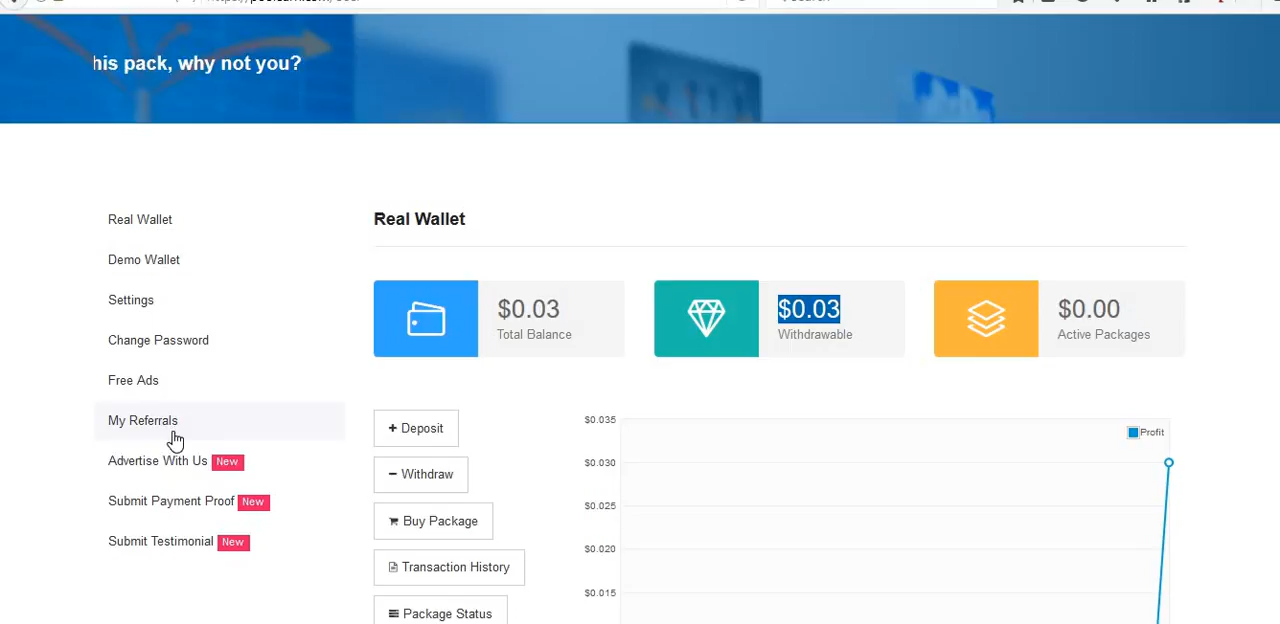 his pack, why not you?
Real Wallet
Demo Wallet
Settings
Change Password
Free Ads
My Referrals
Advertise With Us New
Submit Payment Proof New
Submit Testimonial New
Real Wallet
$0.03
Total Balance
$0.03
Withdrawable
$0.00
Active Packages
Deposit
Withdraw
Buy Package
Transaction History
Package Status
$0.035
Profit
$0.030
$0.025
$0.020
$0.015